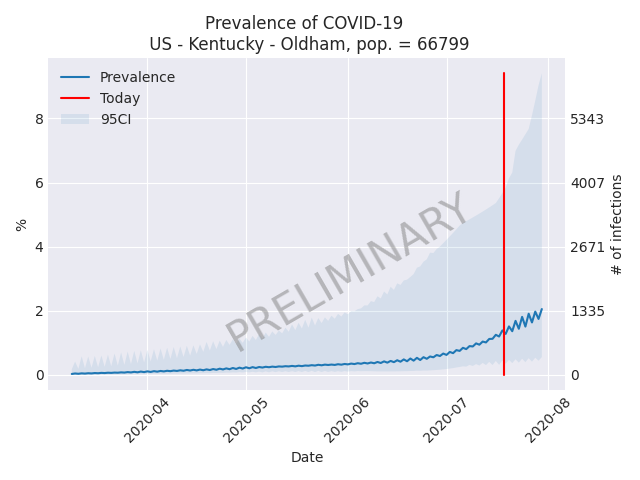 Prevalence of COVID-19
US - Kentucky - Oldham, pop. = 66799
Prevalence
Today
95CI
8
6
4
2
0
%
5343
4007
2671
1335
0
# of infections
PRELIMINARY
2020-04
2020-05
2020-06
2020-07
2020-08
Date